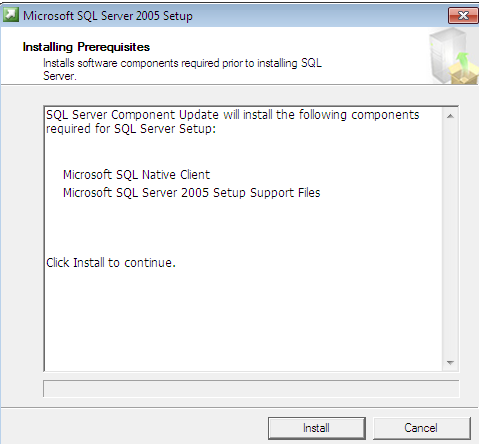 Microsoft SQL Server 2005 Setup
Installing Prerequisites
Installs software components required prior to installing SQL
Server.
SQL Server Component Update will install the following components
required for SQL Server Setup:
Microsoft SQL Native Client
Microsoft SQL Server 2005 Setup Support Files
Click Install to continue.
Install
Cancel